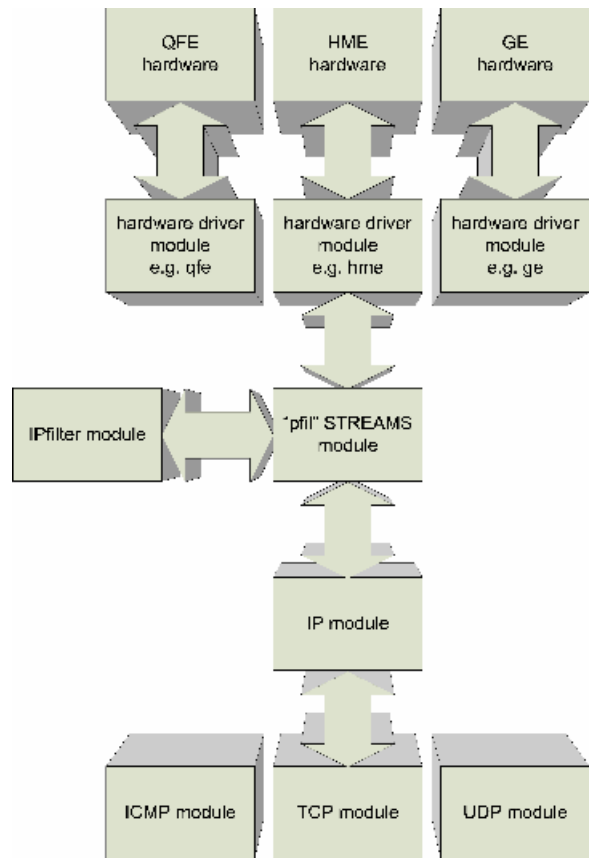 QFE
hardware
HME
hardware
GE
hardware
hardware driver
module
e.g. qfe
hardware driver
module
e.g. hme
hardware driver
module
e.g. ge
IPfilter module
"pfil" STREAMS
module
IP module
ICMP module
TCP module
UDP module